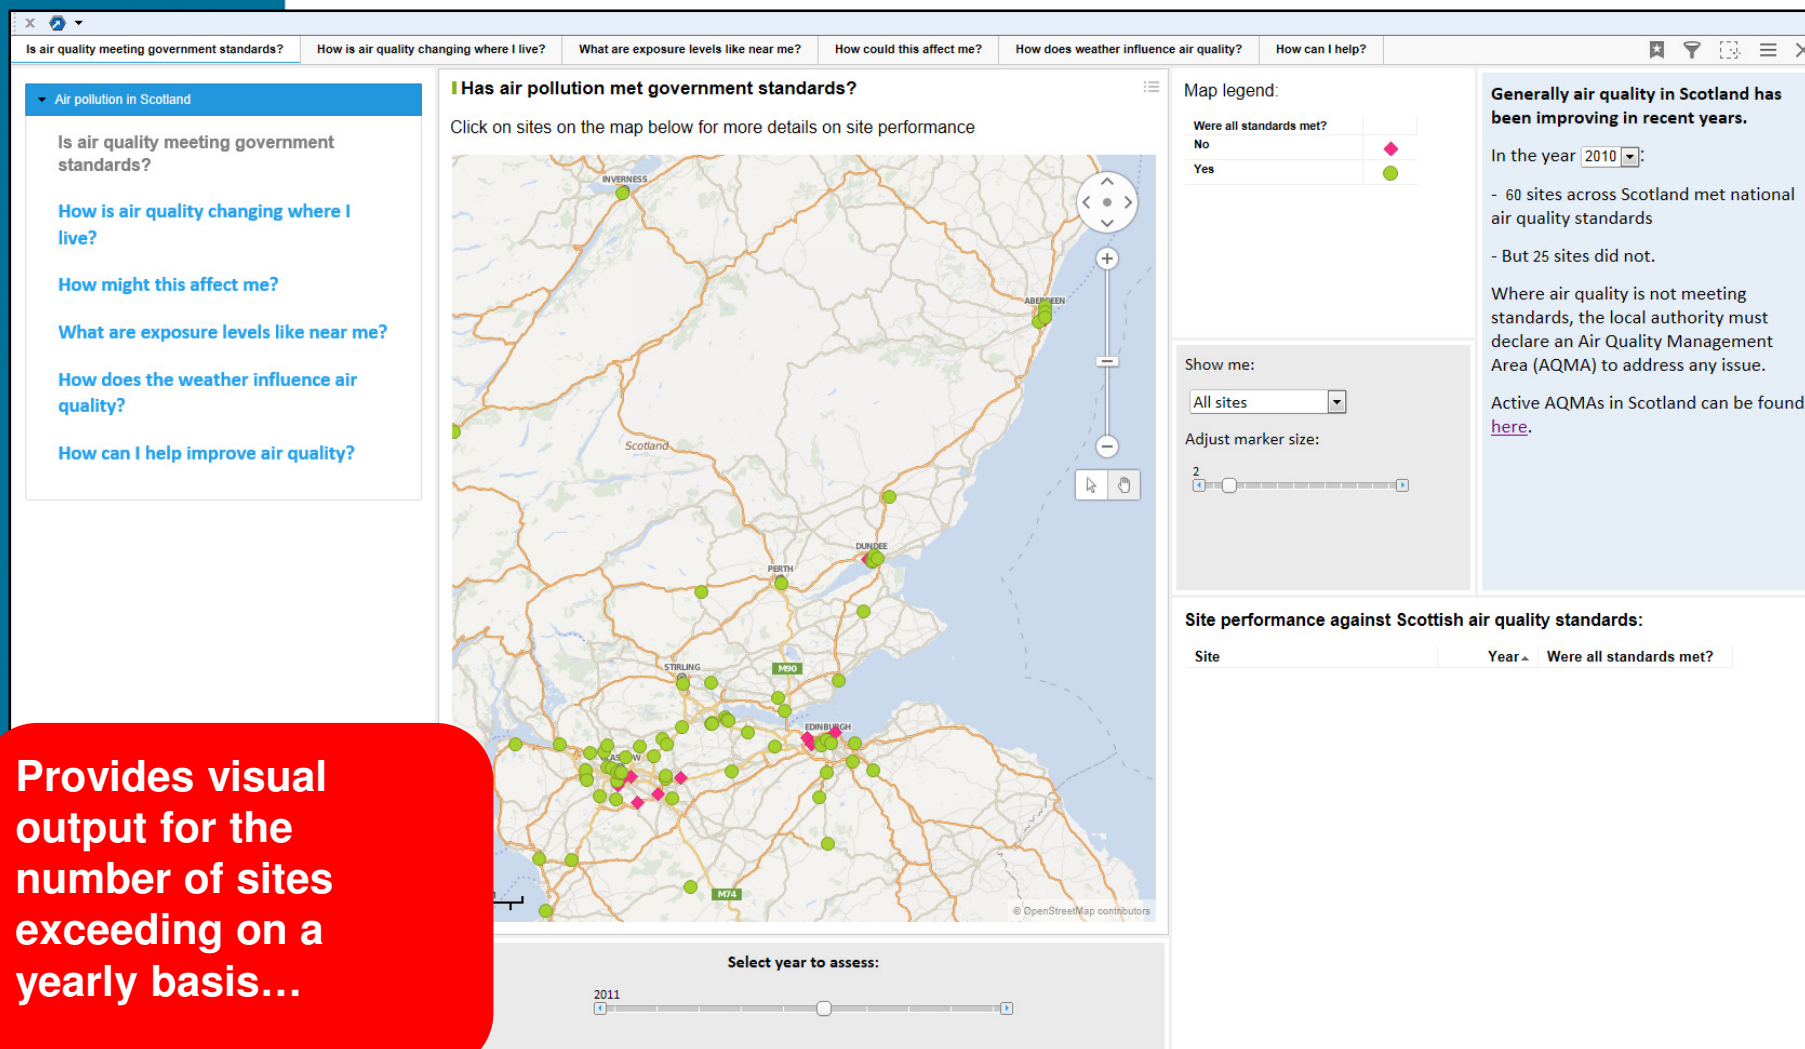 Is air quality meeting government standards?
How is air quality changing where I live?
What are exposure levels like near me?
How could this affect me?
How does weather influence air quality?
How can I help?
Air pollution in Scotland
Is air quality meeting government
standards?
How is air quality changing where I
live?
How might this affect me?
What are exposure levels like near me?
How does the weather influence air
quality?
How can I help improve air quality?
Has air pollution met government standards?
Click on sites on the map below for more details on site performance
INVERNESS
ABERDEEN
Scotland
DUNDEE
PERTH
STIRLING
M90
EDINBURGH
M74
© OpenStreetMap contributors
Select year to assess:
2011
Map legend:
Were all standards met?
No
Yes
Show me:
All sites
Adjust marker size:
2
Generally air quality in Scotland has
been improving in recent years.
In the year 2010 :
- 60 sites across Scotland met national
air quality standards
- But 25 sites did not.
Where air quality is not meeting
standards, the local authority must
declare an Air Quality Management
Area (AQMA) to address any issue.
Active AQMAs in Scotland can be found
here.
Site performance against Scottish air quality standards:
Site Year Were all standards met?
Provides visual
output for the
number of sites
exceeding on a
yearly basis…